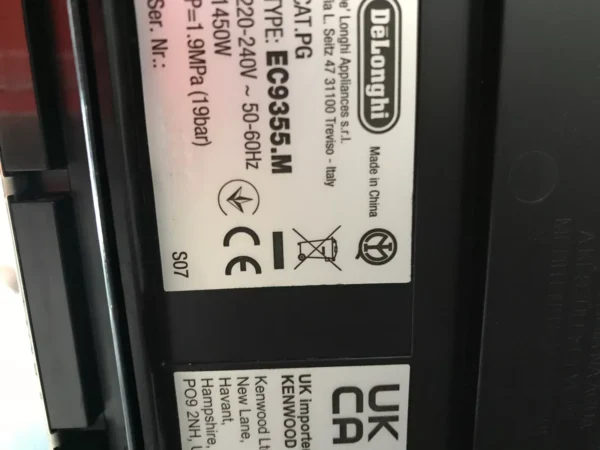 DeLonghi
De' Longhi Appliances s.r.l.
Via L. Seitz 47 31100 Treviso - Italy
Made in China
CAT.PG
TYPE: EC9355.M
220-240V ~ 50-60Hz
1450W
P=1.9MPa (19bar)
Ser. Nr.:
CE
S07
UK
CA
UK importe
KENWOOD
Kenwood Lt
New Lane,
Havant,
Hampshire,
PO9 2NH, U